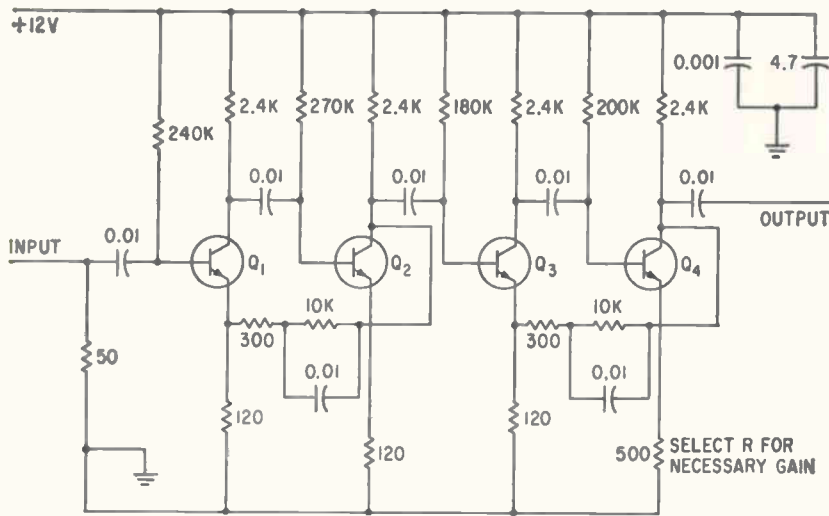 +12V
0.001
4.7
240K
2.4K
270K
2.4K
180K
2.4K
200K
2.4K
0.01
0.01
0.01
0.01
INPUT
0.01
Q1
Q2
Q3
Q4
OUTPUT
50
300
10K
0.01
120
120
300
10K
0.01
120
500
SELECT R FOR
NECESSARY GAIN